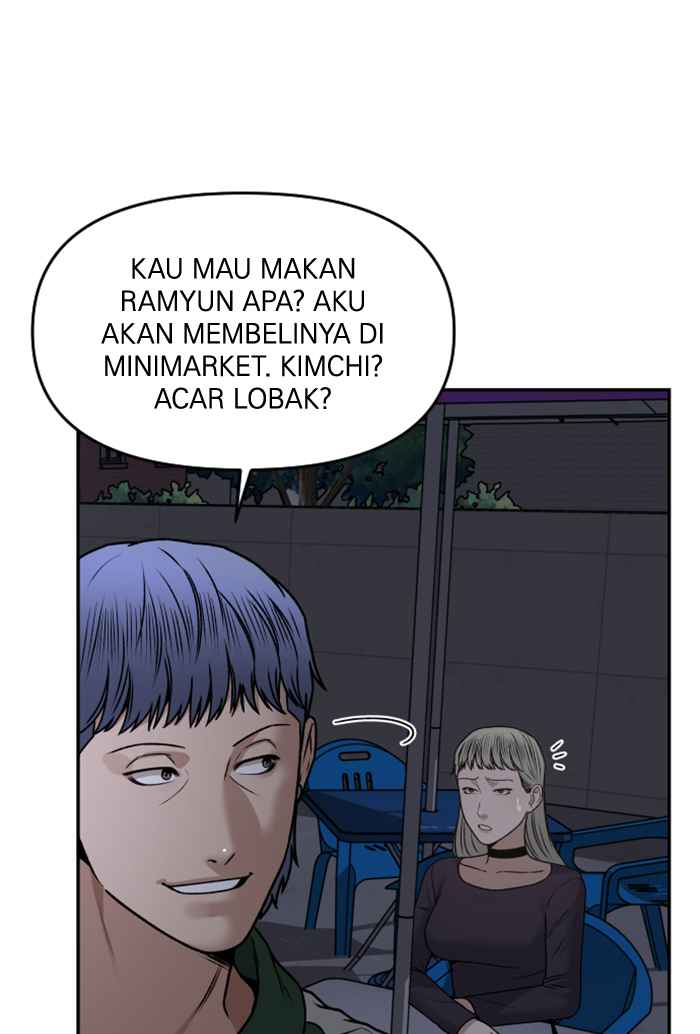 KAU MAU MAKAN
RAMYUN APA? AKU
AKAN MEMBELINYA DI
MINIMARKET. KIMCHI?
ACAR LOBAK?